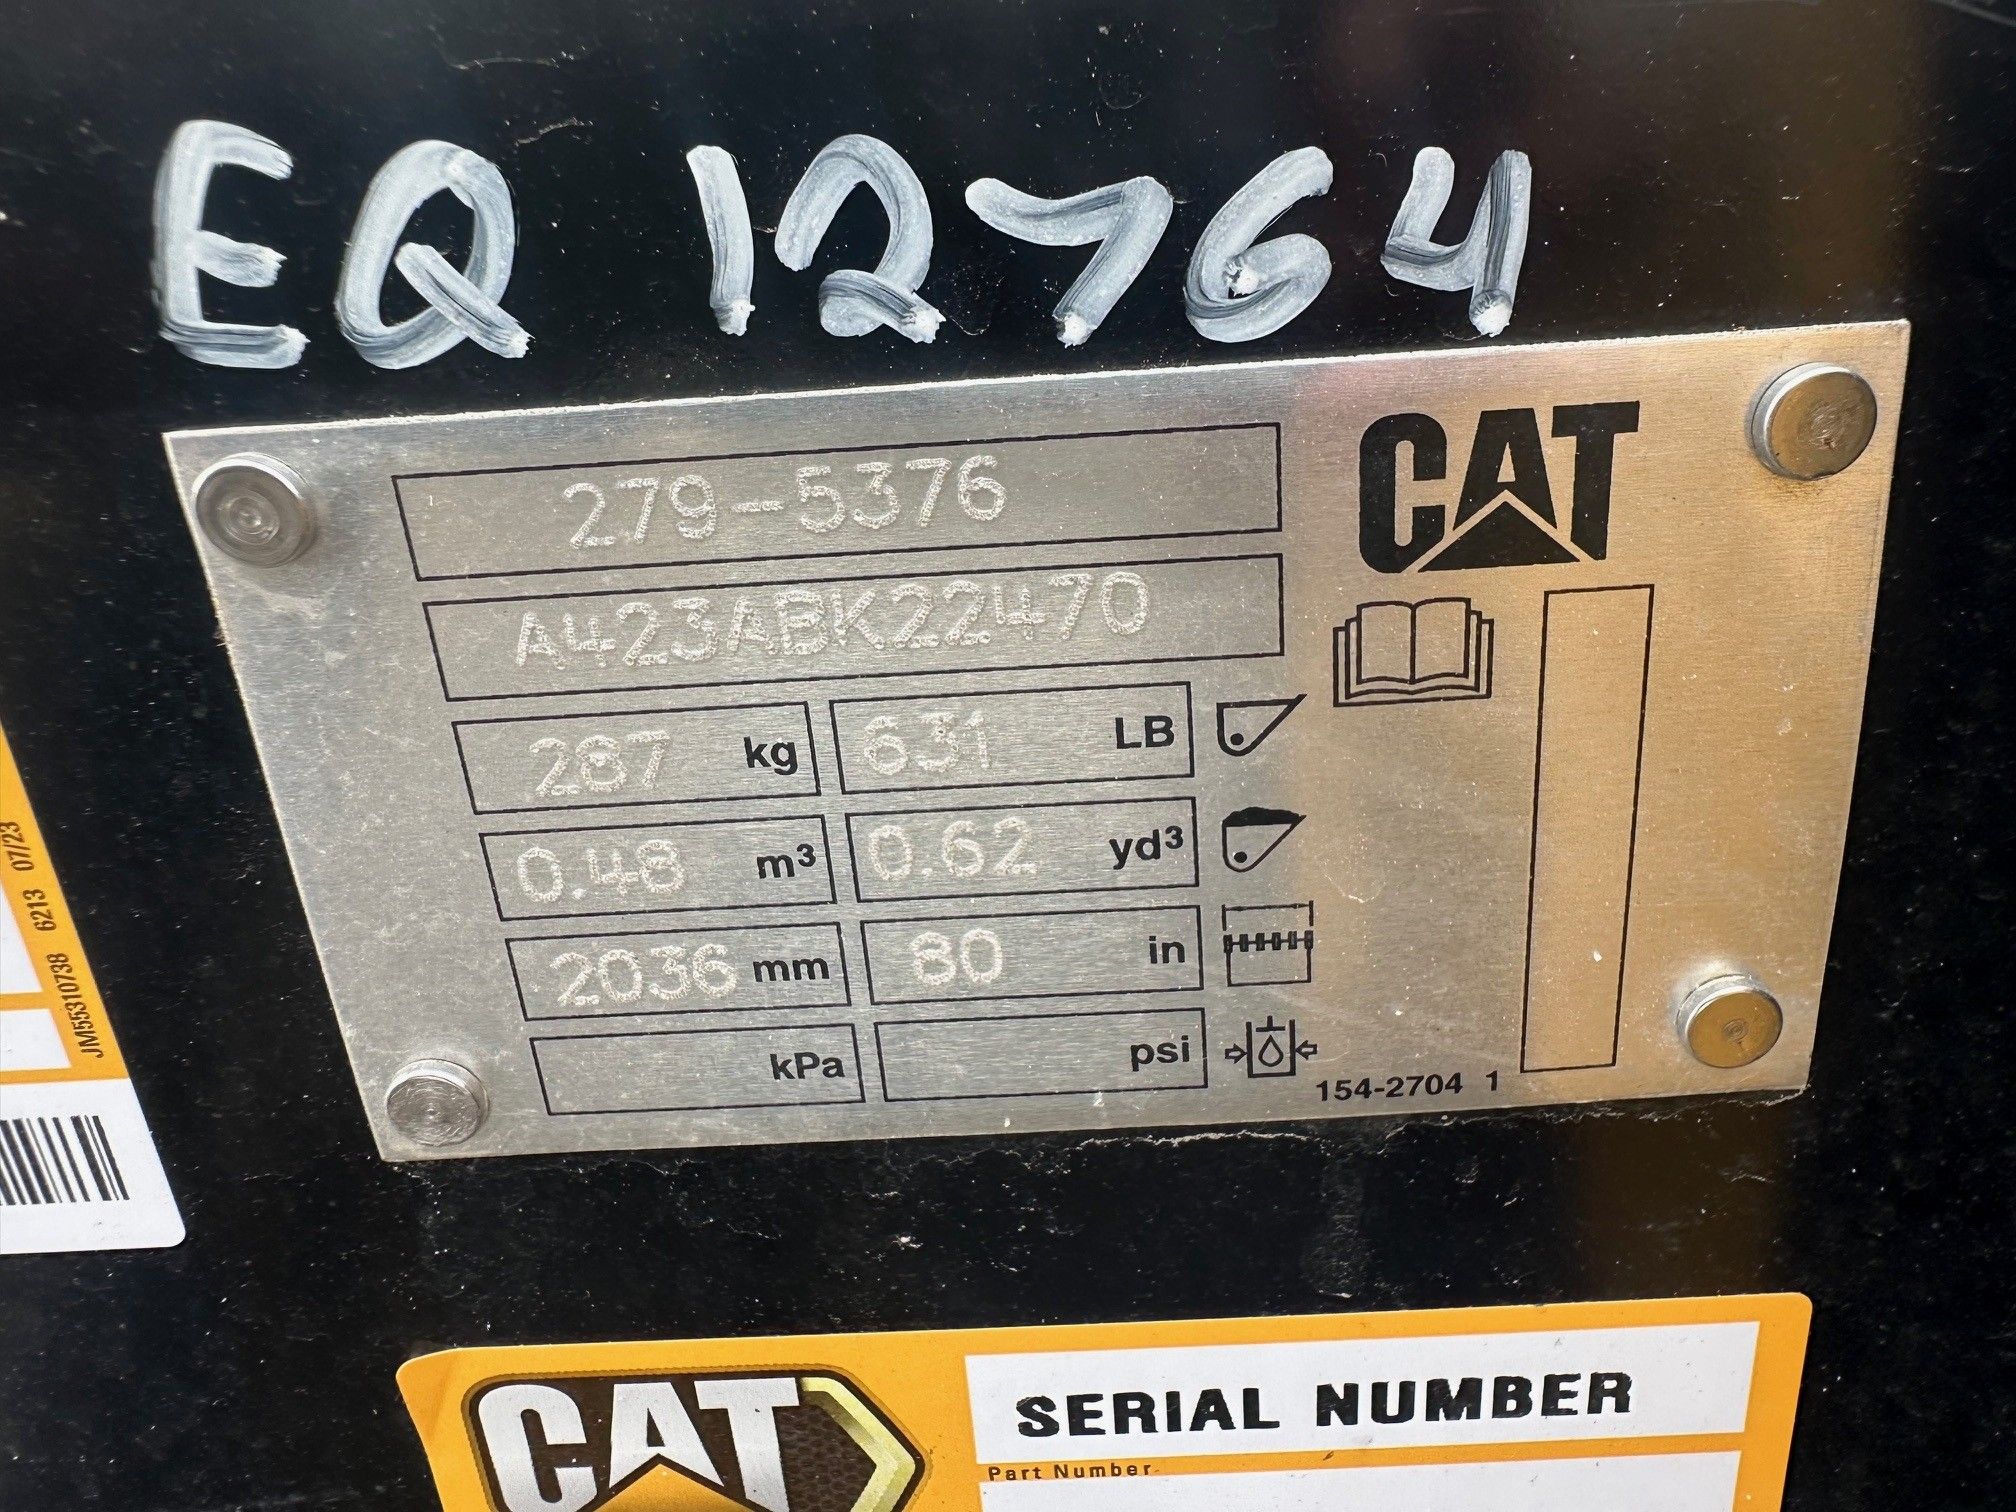 EQ 12764
279-5376
CAT
A423ABK22470
287 kg 631 LB
0.48 m³ 0.62 yd³
2036 mm 80 in
kPa psi
154-2704 1
JM55310738 6213 07/23
CAT
SERIAL NUMBER
Part Number